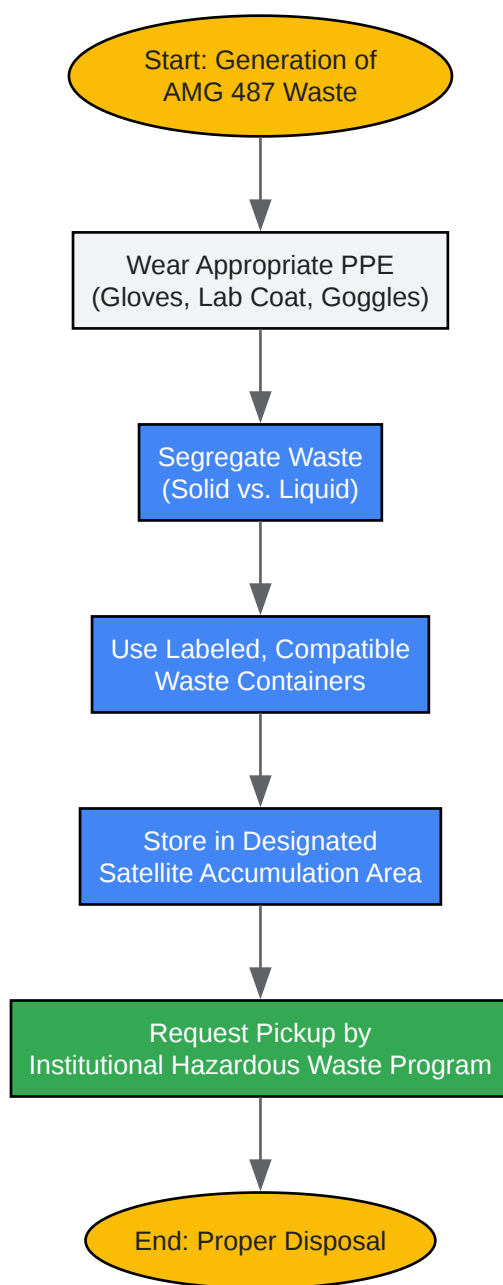 Start: Generation of
AMG 487 Waste
Wear Appropriate PPE
(Gloves, Lab Coat, Goggles)
Segregate Waste
(Solid vs. Liquid)
Use Labeled, Compatible
Waste Containers
Store in Designated
Satellite Accumulation Area
Request Pickup by
Institutional Hazardous Waste Program
End: Proper Disposal